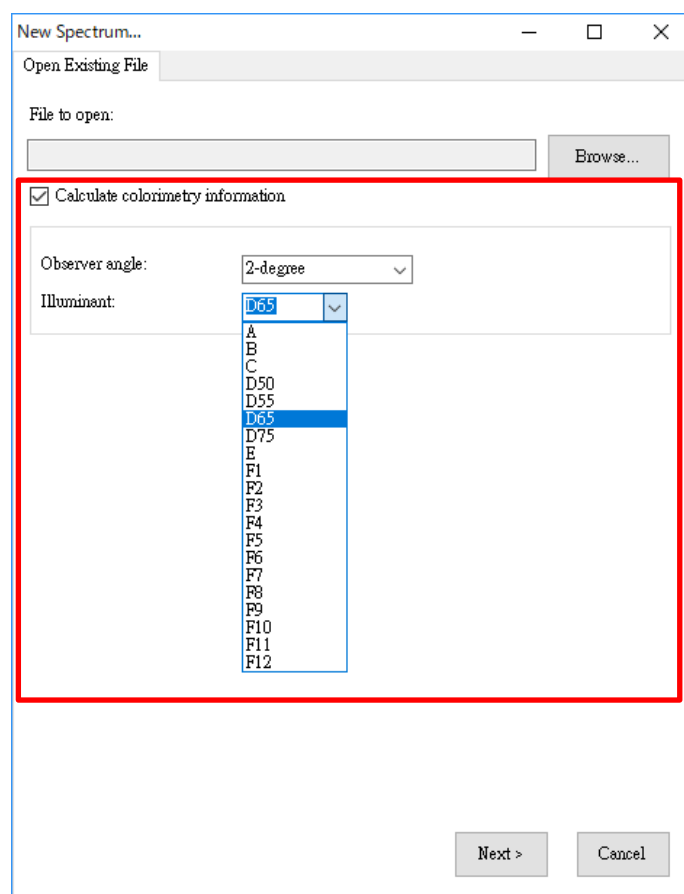 New Spectrum...
Open Existing File
File to open:
Browse...
Calculate colorimetry information
Observer angle: 2-degree
Illuminant: D65
A
B
C
D50
D55
D65
D75
E
F1
F2
F3
F4
F5
F6
F7
F8
F9
F10
F11
F12
Next > Cancel